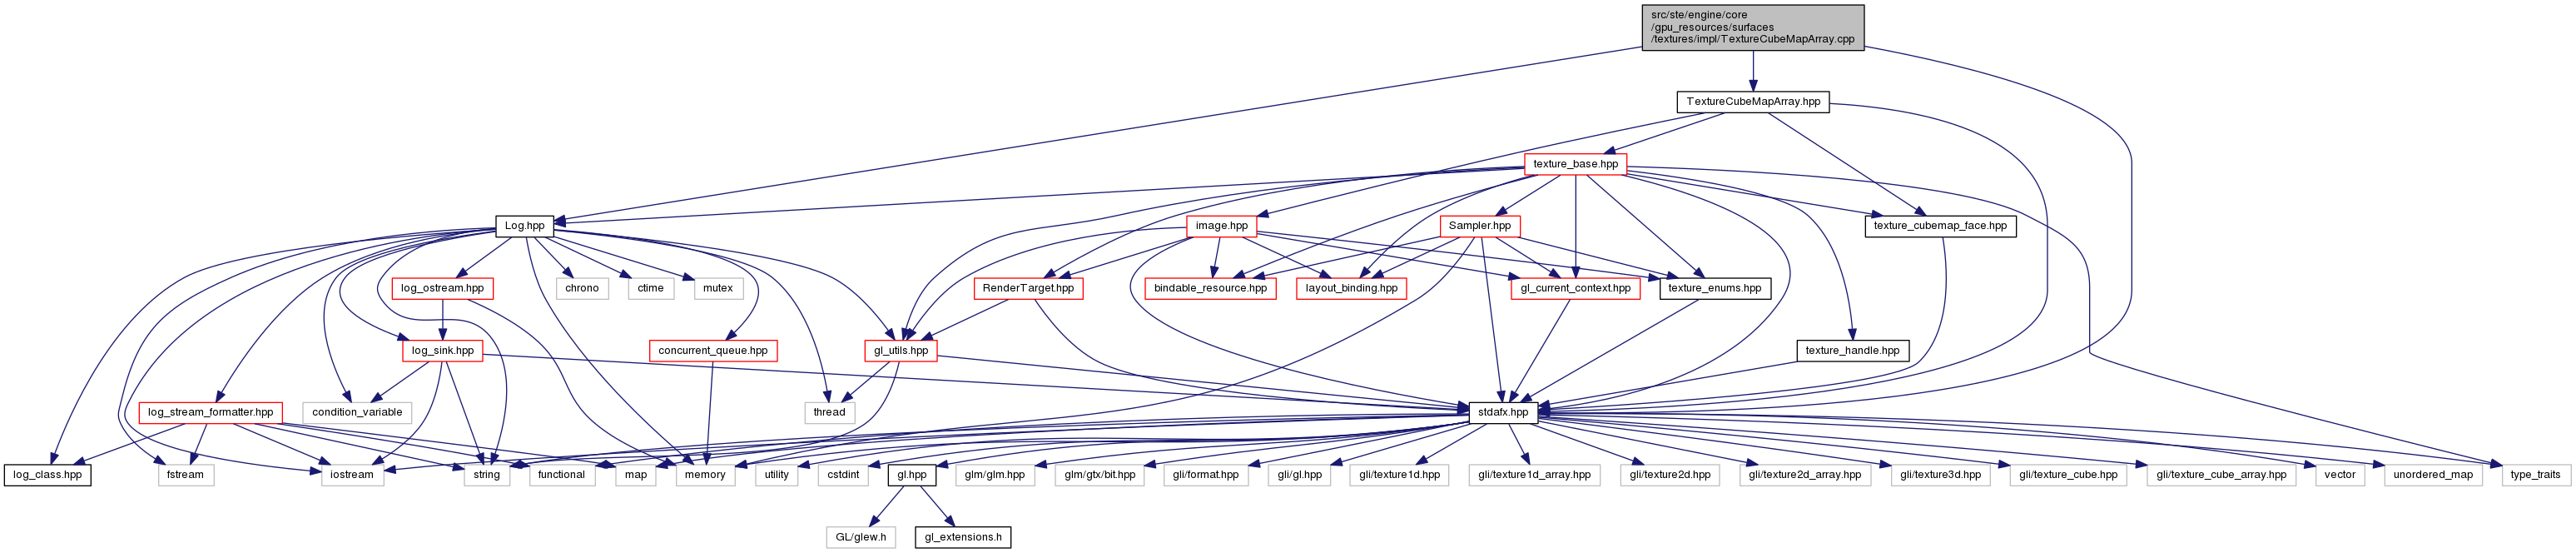 src/ste/engine/core
/gpu_resources/surfaces
/textures/impl/TextureCubeMapArray.cpp
TextureCubeMapArray.hpp
texture_base.hpp
Log.hpp
image.hpp
Sampler.hpp
texture_cubemap_face.hpp
log_ostream.hpp
chrono
ctime
mutex
RenderTarget.hpp
bindable_resource.hpp
layout_binding.hpp
gl_current_context.hpp
texture_enums.hpp
log_sink.hpp
concurrent_queue.hpp
gl_utils.hpp
texture_handle.hpp
log_stream_formatter.hpp
condition_variable
thread
stdafx.hpp
log_class.hpp
fstream
iostream
string
functional
map
memory
utility
cstdint
gl.hpp
glm/glm.hpp
glm/gtx/bit.hpp
gli/format.hpp
gli/gl.hpp
gli/texture1d.hpp
gli/texture1d_array.hpp
gli/texture2d.hpp
gli/texture2d_array.hpp
gli/texture3d.hpp
gli/texture_cube.hpp
gli/texture_cube_array.hpp
vector
unordered_map
type_traits
GL/glew.h
gl_extensions.h